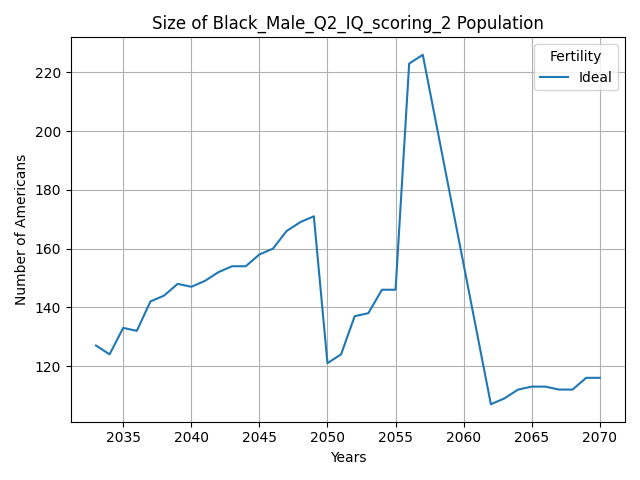 Size of Black_Male_Q2_IQ_scoring_2 Population
Fertility
Ideal
Number of Americans
220
200
180
160
140
120
2035 2040 2045 2050 2055 2060 2065 2070
Years